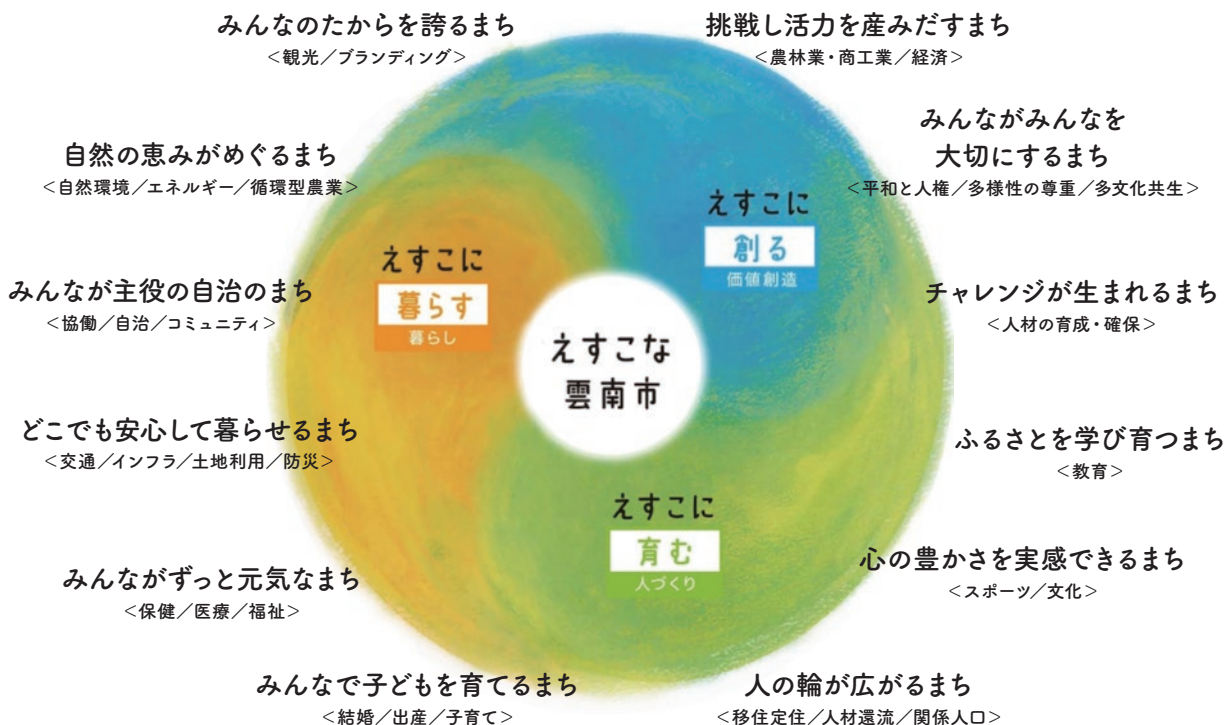 みんなのたからを誇るまち
＜観光／ブランディング＞
挑戦し活力を産みだすまち
＜農林業・商工業／経済＞
自然の恵みがめぐるまち
＜自然環境／エネルギー／循環型農業＞
みんながみんなを
大切にするまち
＜平和と人権／多様性の尊重／多文化共生＞
みんなが主役の自治のまち
＜協働／自治／コミュニティ＞
チャレンジが生まれるまち
＜人材の育成・確保＞
どこでも安心して暮らせるまち
＜交通／インフラ／土地利用／防災＞
ふるさとを学び育つまち
＜教育＞
みんながずっと元気なまち
＜保健／医療／福祉＞
心の豊かさを実感できるまち
＜スポーツ／文化＞
みんなで子どもを育てるまち
＜結婚／出産／子育て＞
人の輪が広がるまち
＜移住定住／人材還流／関係人口＞
えすこに
創る
価値創造
えすこに
暮らす
暮らし
えすこな
雲南市
えすこに
育む
人づくり